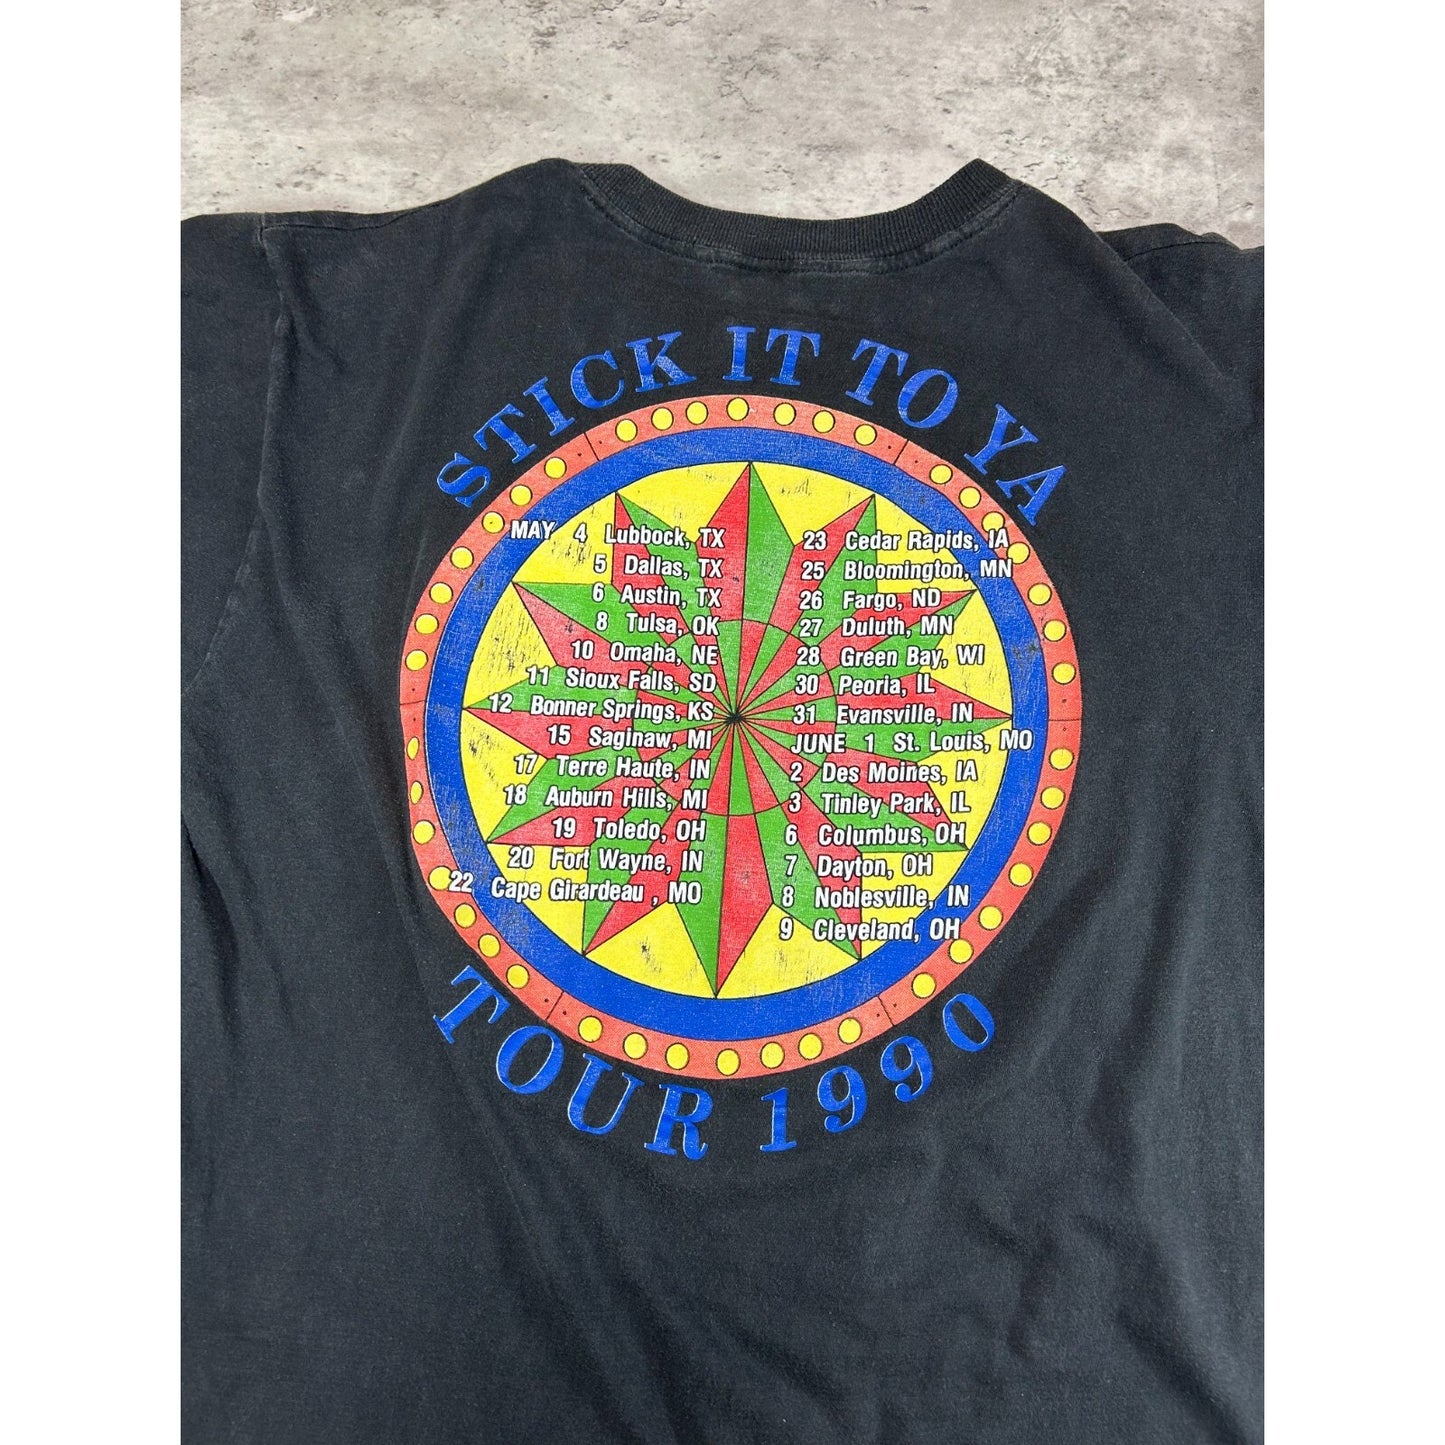 STICK IT TO YA
MAY 4 Lubbock, TX
5 Dallas, TX
6 Austin, TX
8 Tulsa, OK
10 Omaha, NE
11 Sioux Falls, SD
12 Bonner Springs, KS
15 Saginaw, MI
17 Terre Haute, IN
18 Auburn Hills, MI
19 Toledo, OH
20 Fort Wayne, IN
22 Cape Girardeau , MO
23 Cedar Rapids, IA
25 Bloomington, MN
26 Fargo, ND
27 Duluth, MN
28 Green Bay, WI
30 Peoria, IL
31 Evansville, IN
JUNE 1 St. Louis, MO
2 Des Moines, IA
3 Tinley Park, IL
6 Columbus, OH
7 Dayton, OH
8 Noblesville, IN
9 Cleveland, OH
TOUR 1990